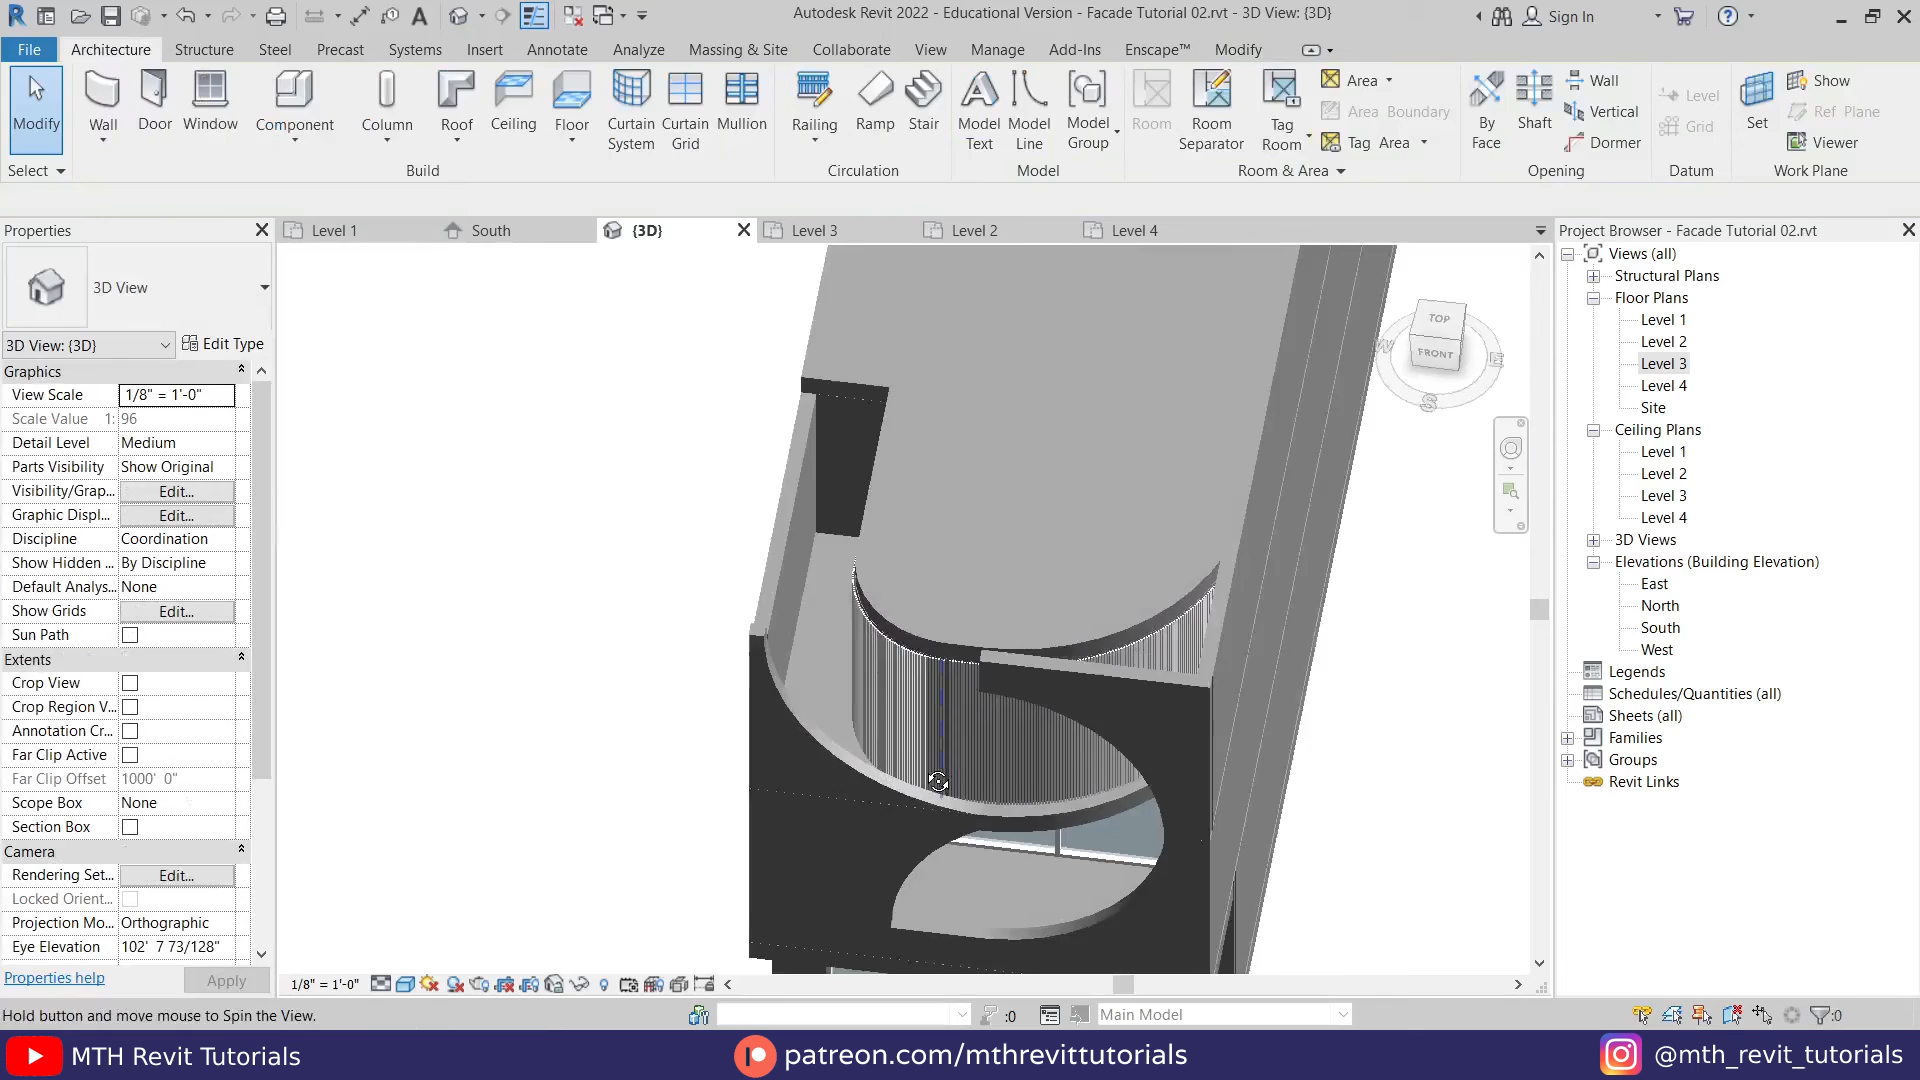 Autodesk Revit 2022 - Educational Version - Facade Tutorial 02.rvt - 3D View: {3D}
Sign In
File Architecture Structure Steel Precast Systems Insert Annotate Analyze Massing & Site Collaborate View Manage Add-Ins Enscape™ Modify
Modify Wall Door Window Component Column Roof Ceiling Floor Curtain System Curtain Grid Mullion Railing Ramp Stair Model Text Model Line Model Group Room Room Separator Tag Room
Area
Area Boundary
Tag Area
By Face Shaft
Wall
Vertical
Dormer
Level
Grid
Set
Show
Ref Plane
Viewer
Select Build Circulation Model Room & Area Opening Datum Work Plane
Properties
3D View
3D View: {3D} Edit Type
Graphics
View Scale 1/8" = 1'-0"
Scale Value 1: 96
Detail Level Medium
Parts Visibility Show Original
Visibility/Grap... Edit...
Graphic Displ... Edit...
Discipline Coordination
Show Hidden ... By Discipline
Default Analys... None
Show Grids Edit...
Sun Path
Extents
Crop View
Crop Region V...
Annotation Cr...
Far Clip Active
Far Clip Offset 1000' 0"
Scope Box None
Section Box
Camera
Rendering Set... Edit...
Locked Orient...
Projection Mo... Orthographic
Eye Elevation 102' 7 73/128"
Properties help Apply
Level 1 South {3D} Level 3 Level 2 Level 4
TOP
FRONT
W
E
S
1/8" = 1'-0"
Project Browser - Facade Tutorial 02.rvt
Views (all)
Structural Plans
Floor Plans
Level 1
Level 2
Level 3
Level 4
Site
Ceiling Plans
Level 1
Level 2
Level 3
Level 4
3D Views
Elevations (Building Elevation)
East
North
South
West
Legends
Schedules/Quantities (all)
Sheets (all)
Families
Groups
Revit Links
Hold button and move mouse to Spin the View.
:0
Main Model
:0
MTH Revit Tutorials
patreon.com/mthrevittutorials
@mth_revit_tutorials